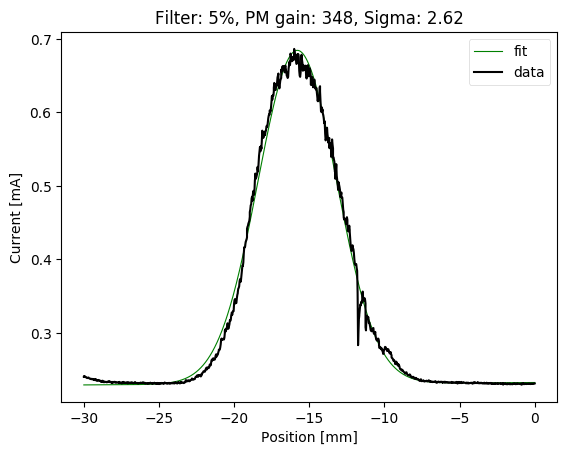 Filter: 5%, PM gain: 348, Sigma: 2.62
0.7
fit
data
0.6
0.5
Current [mA]
0.4
0.3
−30
−25
−20
−15
−10
−5
0
Position [mm]